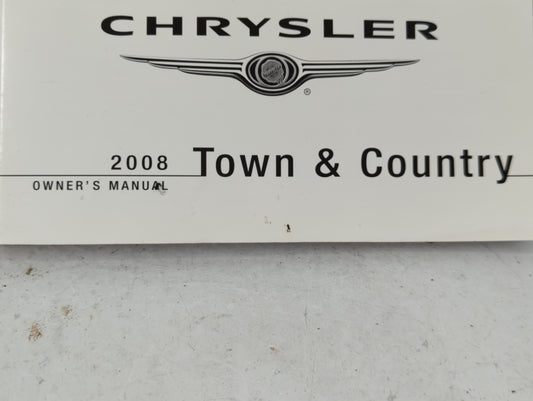 CHRYSLER
®
2008 Town & Country
OWNER'S MANUAL